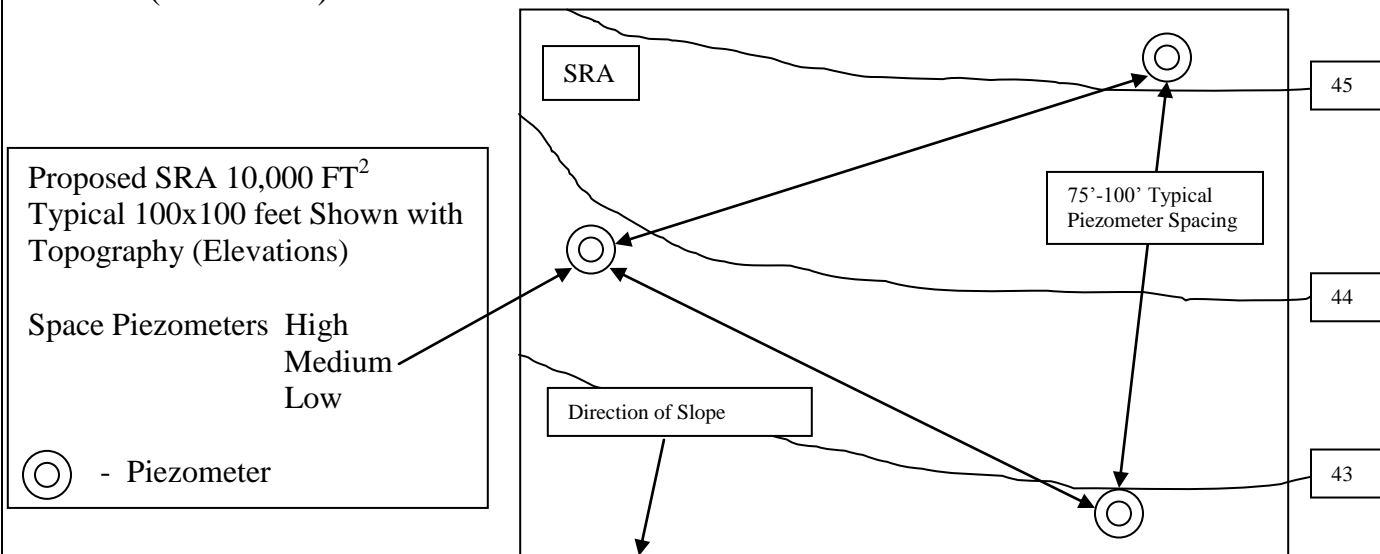 SRA
45
Proposed SRA 10,000 FT2
Typical 100x100 feet Shown with
Topography (Elevations)
75’-100’ Typical
Piezometer Spacing
44
Space Piezometers High
Medium
Low
Direction of Slope
- Piezometer
43